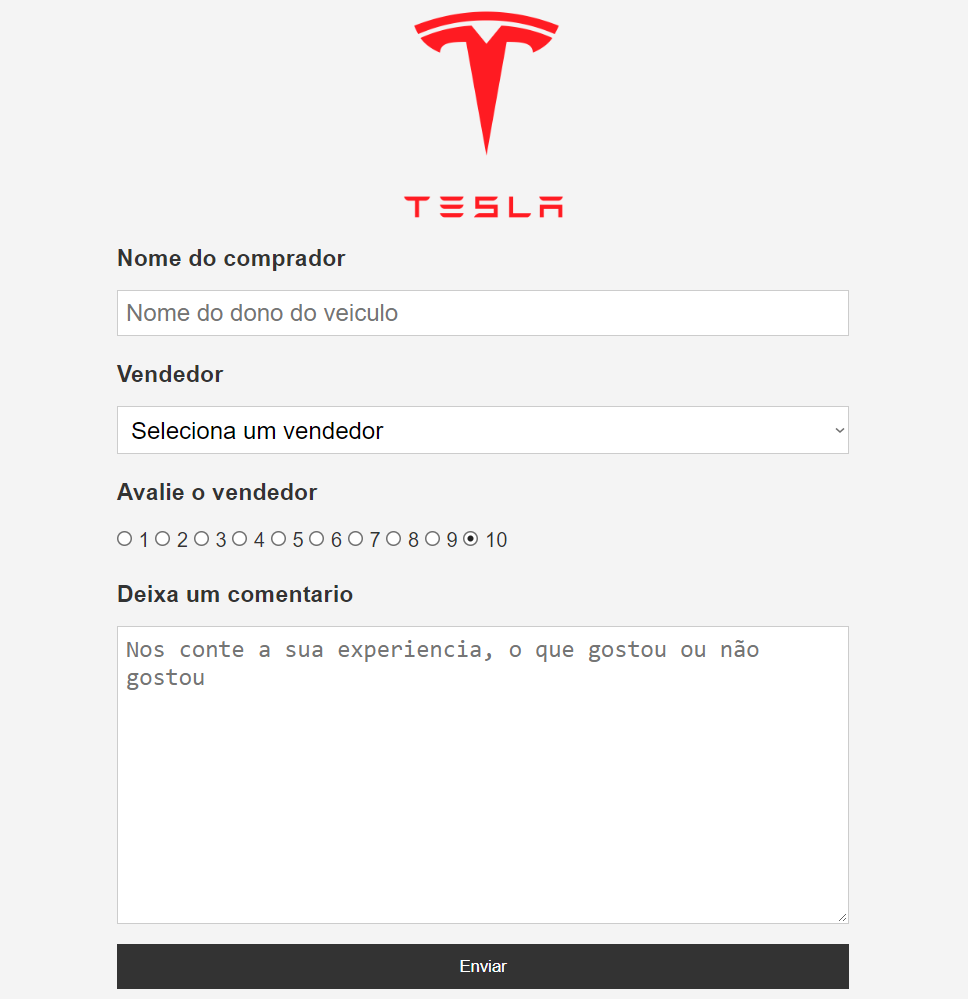 TESLA
Nome do comprador
Nome do dono do veiculo
Vendedor
Seleciona um vendedor
Avalie o vendedor
1 2 3 4 5 6 7 8 9 10
Deixa um comentario
Nos conte a sua experiencia, o que gostou ou não
gostou
Enviar